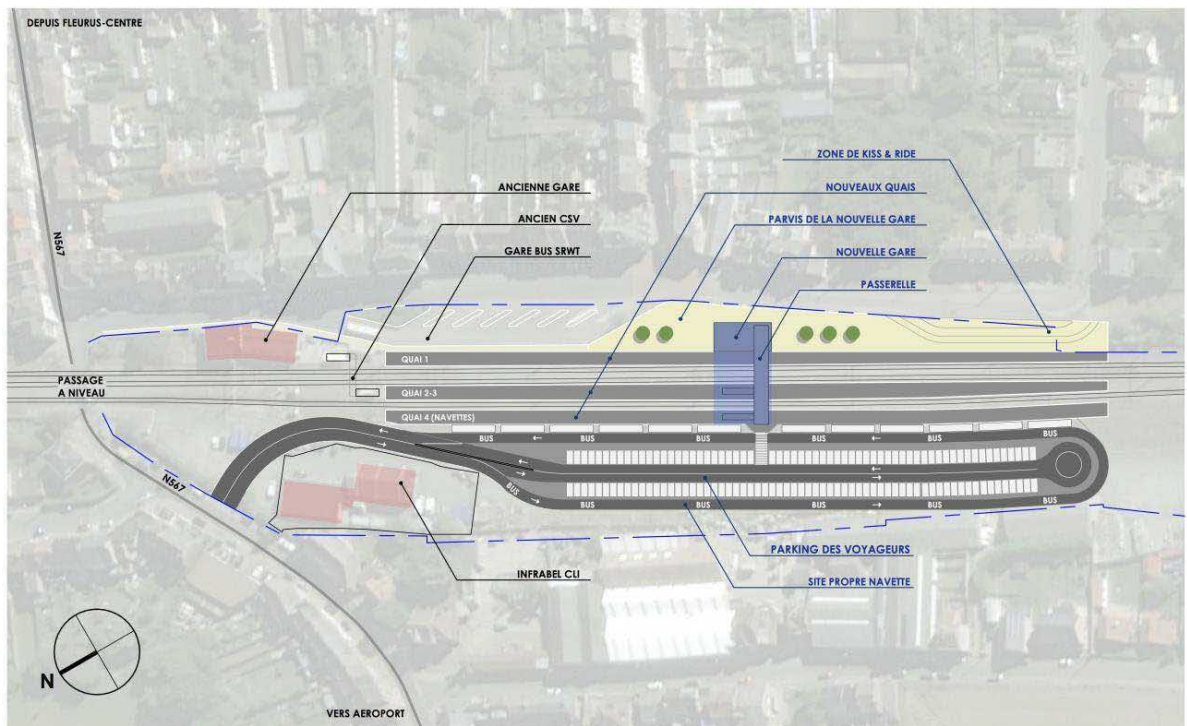 DEPUIS FLEURUS-CENTRE
ZONE DE KISS & RIDE
ANCIENNE GARE
NOUVEAUX QUAIS
ANCIEN CSV
PARVIS DE LA NOUVELLE GARE
N567
GARE BUS SRWT
NOUVELLE GARE
PASSERELLE
QUAI 1
PASSAGE
A NIVEAU
QUAI 2-3
QUAI 4 (NAVETTES)
BUS
BUS
BUS
BUS
BUS
BUS
N567
BUS
BUS
BUS
BUS
BUS
BUS
PARKING DES VOYAGEURS
INFRABEL CLI
SITE PROPRE NAVETTE
N
VERS AEROPORT